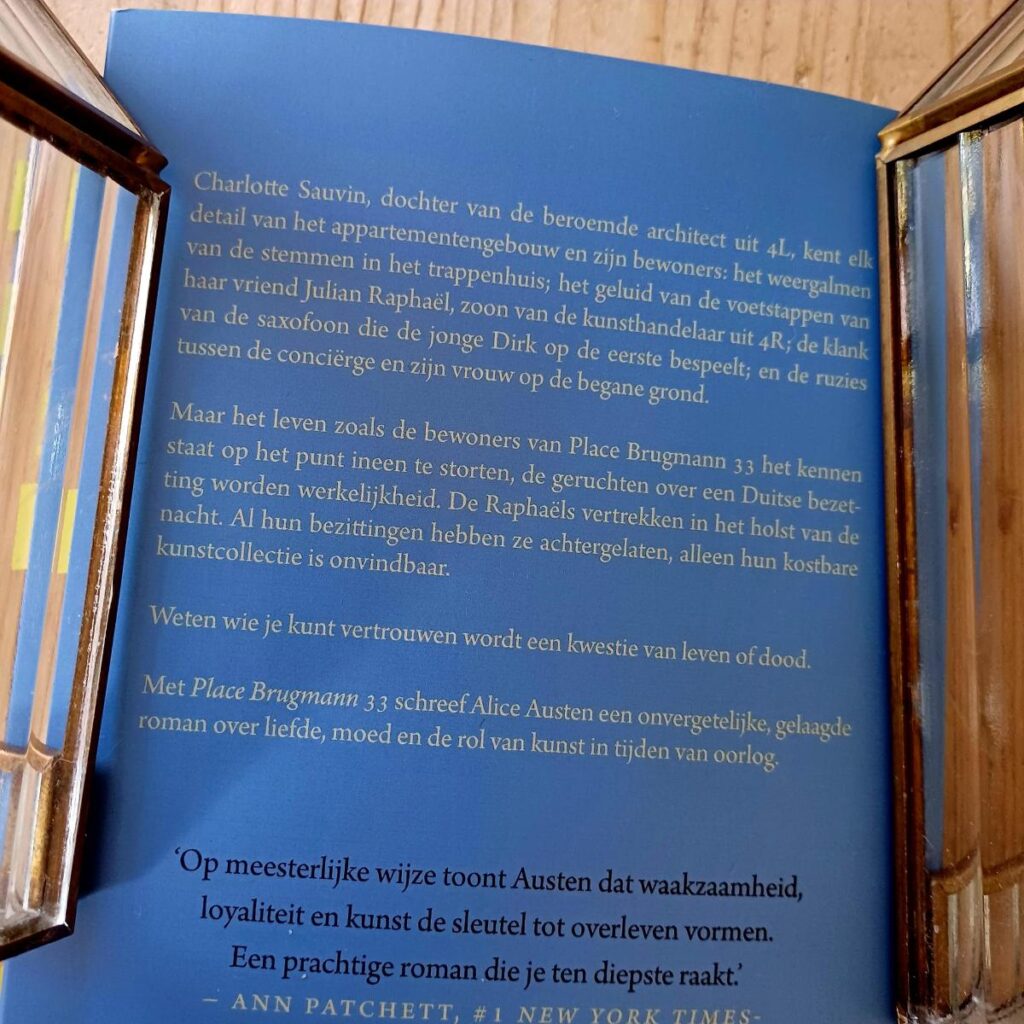 Charlotte Sauvin, dochter van de beroemde architect uit 4L, kent elk
detail van het appartementengebouw en zijn bewoners: het weergalmen
van de stemmen in het trappenhuis; het geluid van de voetstappen van
haar vriend Julian Raphaël, zoon van de kunsthandelaar uit 4R; de klank
van de saxofoon die de jonge Dirk op de eerste bespeelt; en de ruzies
tussen de conciërge en zijn vrouw op de begane grond.
Maar het leven zoals de bewoners van Place Brugmann 33 het kennen
staat op het punt ineen te storten, de geruchten over een Duitse bezet-
ting worden werkelijkheid. De Raphaëls vertrekken in het holst van de
nacht. Al hun bezittingen hebben ze achtergelaten, alleen hun kostbare
kunstcollectie is onvindbaar.
Weten wie je kunt vertrouwen wordt een kwestie van leven of dood.
Met Place Brugmann 33 schreef Alice Austen een onvergetelijke, gelaagde
roman over liefde, moed en de rol van kunst in tijden van oorlog.
‘Op meesterlijke wijze toont Austen dat waakzaamheid,
loyaliteit en kunst de sleutel tot overleven vormen.
Een prachtige roman die je ten diepste raakt.’
– ANN PATCHETT, #1 NEW YORK TIMES-